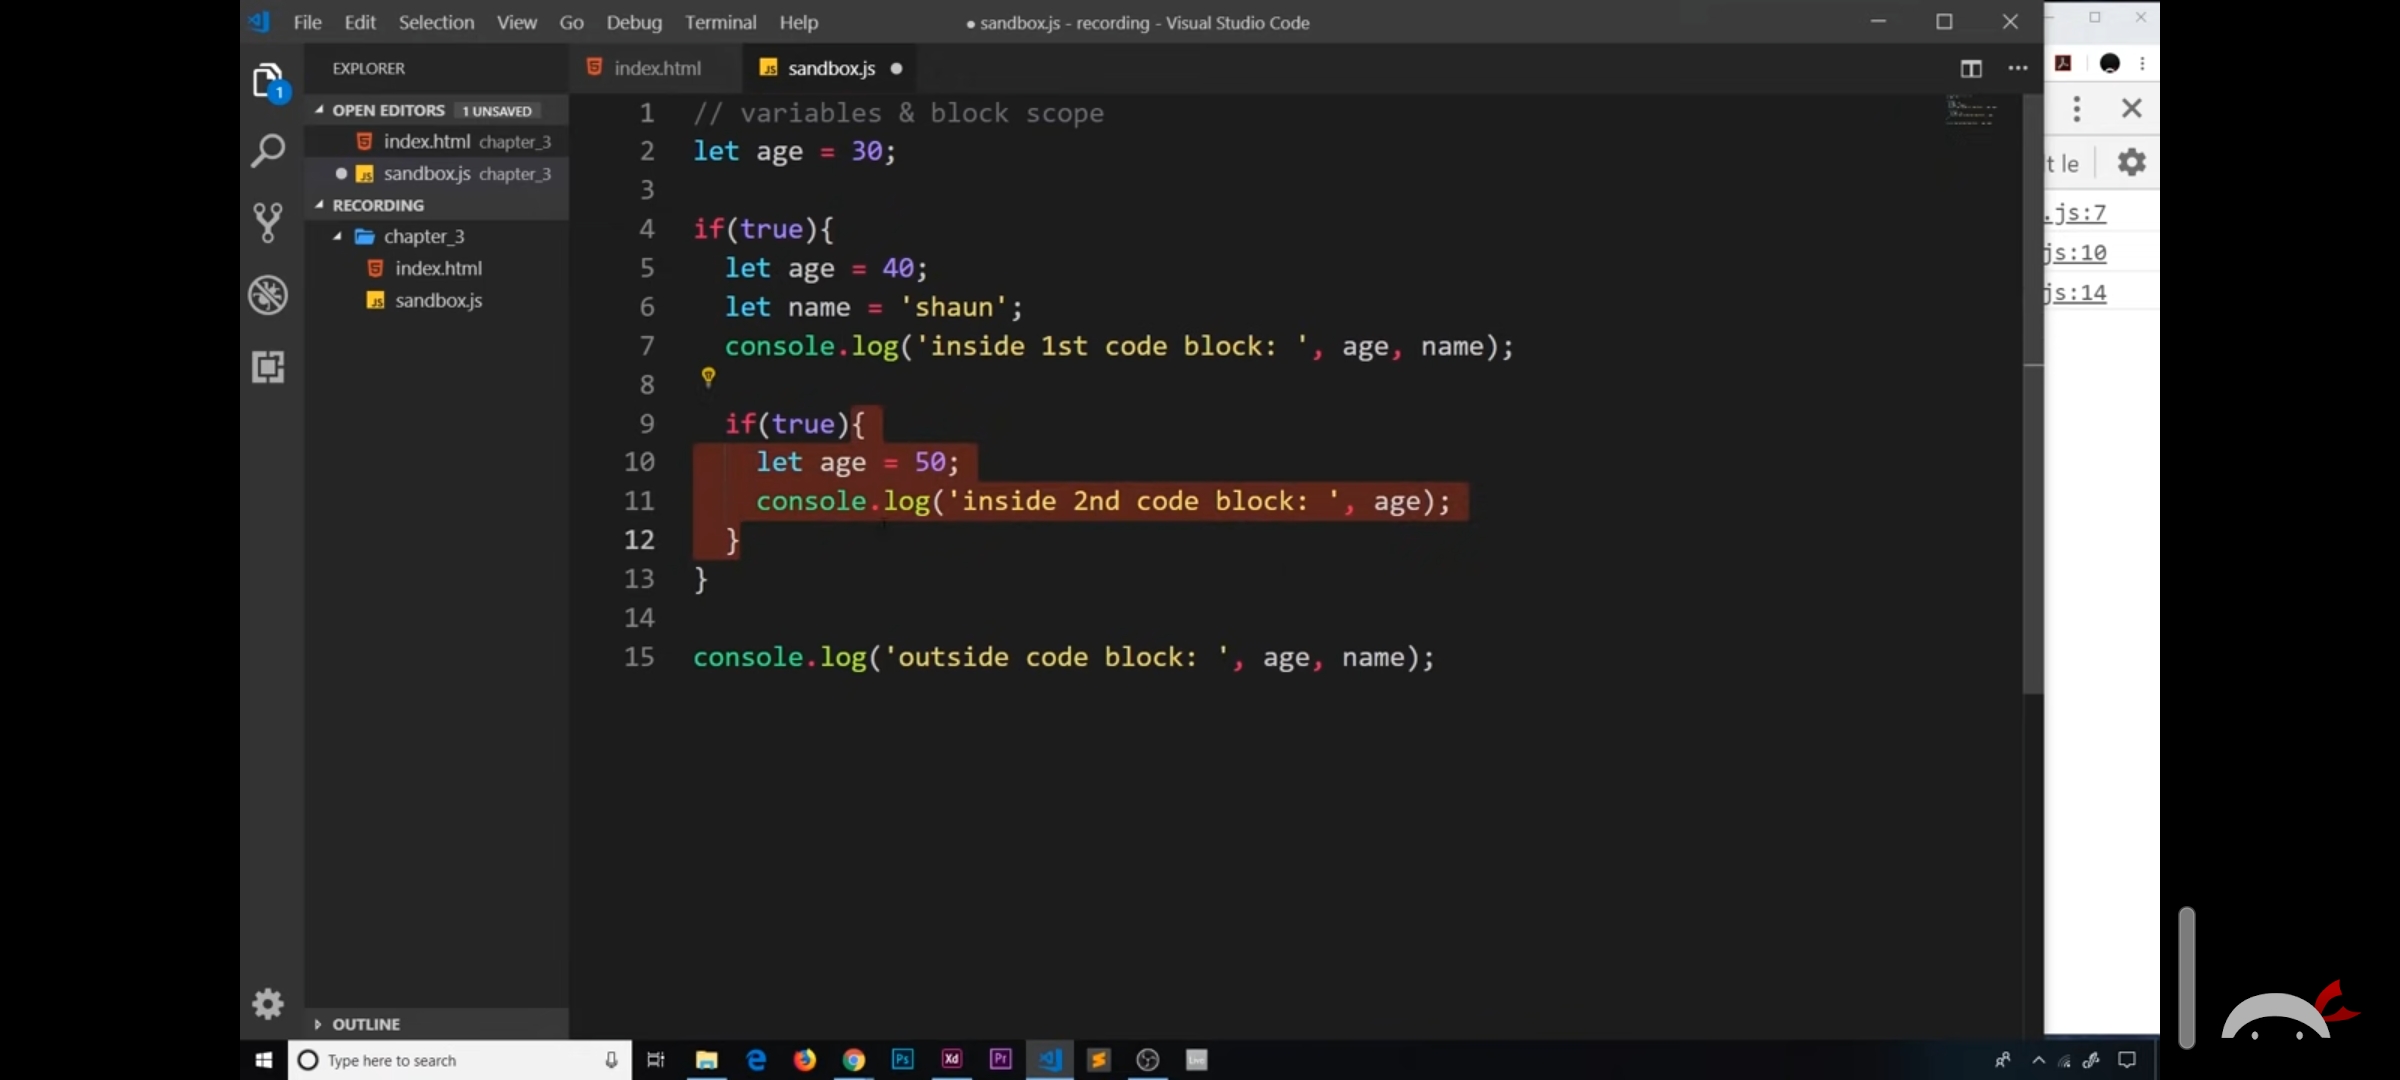 File Edit Selection View Go Debug Terminal Help
● sandbox.js - recording - Visual Studio Code
EXPLORER
index.html
sandbox.js ●
1
OPEN EDITORS 1 UNSAVED
index.html chapter_3
sandbox.js chapter_3
RECORDING
chapter_3
index.html
sandbox.js
OUTLINE
1 // variables & block scope
2 let age = 30;
3
4 if(true){
5 let age = 40;
6 let name = 'shaun';
7 console.log('inside 1st code block: ', age, name);
8
9 if(true){
10 let age = 50;
11 console.log('inside 2nd code block: ', age);
12 }
13 }
14
15 console.log('outside code block: ', age, name);
t le
.js:7
js:10
js:14
Type here to search
Ps
Xd
Pr
Live